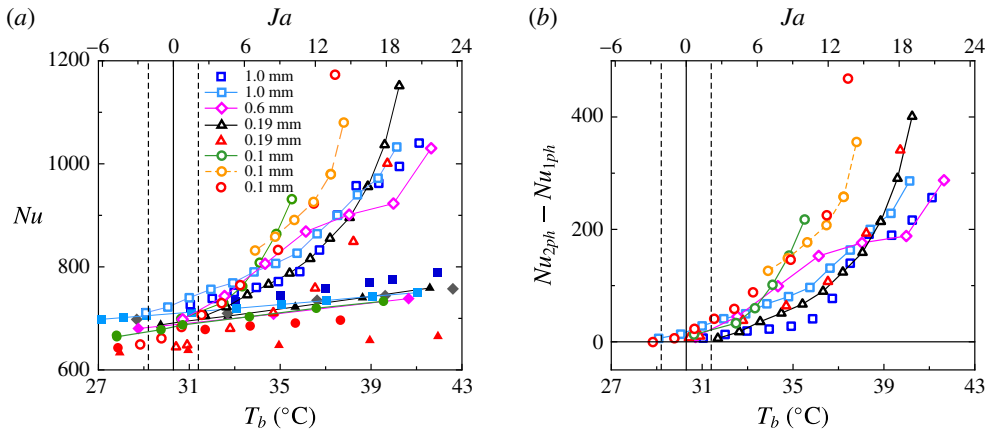 (a)
Ja
–6 0 6 12 18 24
1200
1000
Nu
800
600
1.0 mm
1.0 mm
0.6 mm
0.19 mm
0.19 mm
0.1 mm
0.1 mm
0.1 mm
27 31 35 39 43
T_b (°C)
(b)
Ja
–6 0 6 12 18 24
400
Nu_2ph – Nu_1ph
200
0
27 31 35 39 43
T_b (°C)